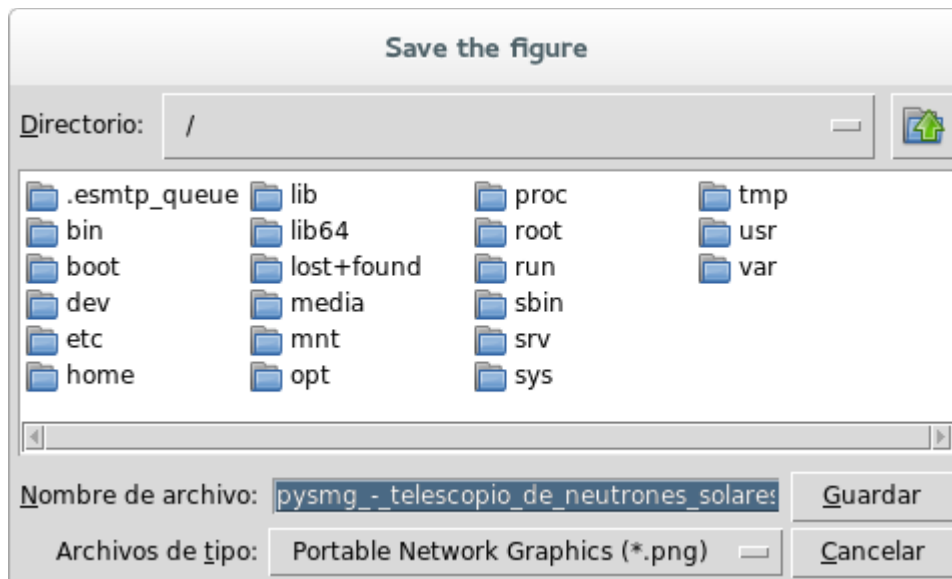 Save the figure
Directorio: /
.esmtp_queue lib proc tmp
bin lib64 root usr
boot lost+found run var
dev media sbin
etc mnt srv
home opt sys
Nombre de archivo: pysmg_-_telescopio_de_neutrones_solares Guardar
Archivos de tipo: Portable Network Graphics (*.png) Cancelar